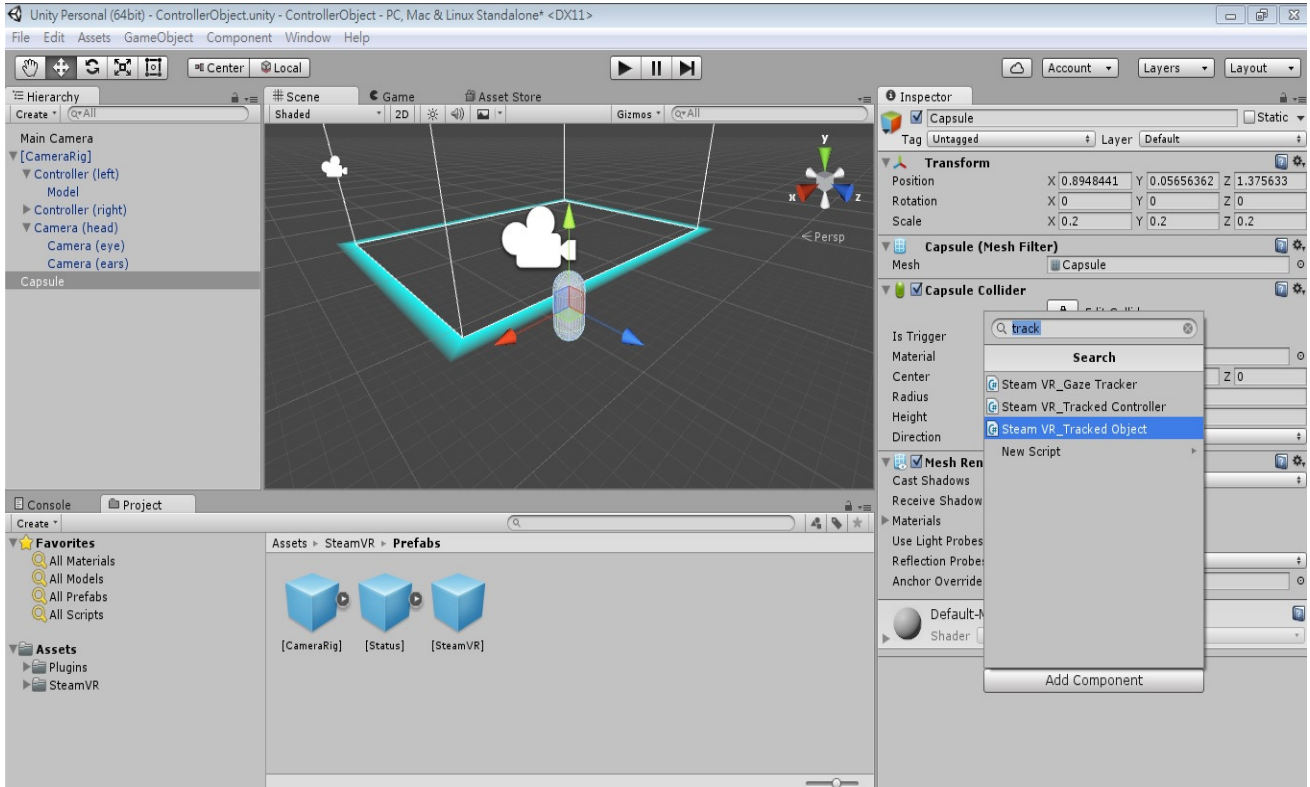 Unity Personal (64bit) - ControllerObject.unity - ControllerObject - PC, Mac & Linux Standalone* <DX11>
File Edit Assets GameObject Component Window Help
Center Local Account Layers Layout
Hierarchy
Create All
Main Camera
[CameraRig]
Controller (left)
Model
Controller (right)
Camera (head)
Camera (eye)
Camera (ears)
Capsule
Scene Game Asset Store
Shaded 2D Gizmos All
y
x z
Persp
Inspector
Capsule Static
Tag Untagged Layer Default
Transform
Position X 0.8948441 Y 0.05656362 Z 1.375633
Rotation X 0 Y 0 Z 0
Scale X 0.2 Y 0.2 Z 0.2
Capsule (Mesh Filter)
Mesh Capsule
Capsule Collider
Is Trigger
Material
Center Z 0
Radius
Height
Direction
Mesh Ren
Cast Shadows
Receive Shadow
Materials
Use Light Probes
Reflection Probe
Anchor Override
Default-M
Shader
track
Search
Steam VR_Gaze Tracker
Steam VR_Tracked Controller
Steam VR_Tracked Object
New Script
Add Component
Console Project
Create
Favorites
All Materials
All Models
All Prefabs
All Scripts
Assets
Plugins
SteamVR
Assets SteamVR Prefabs
[CameraRig] [Status] [SteamVR]